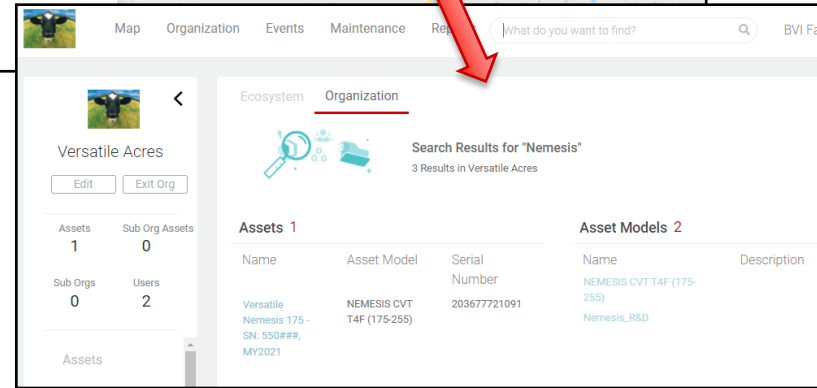 Map Organization Events Maintenance Rep What do you want to find? BVI Fa
Versatile Acres
Edit Exit Org
Assets Sub Org Assets
1 0
Sub Orgs Users
0 2
Assets
Ecosystem Organization
Search Results for "Nemesis"
3 Results in Versatile Acres
Assets 1
Name Asset Model Serial
Number
Versatile
Nemesis 175 -
SN: 550###,
MY2021
NEMESIS CVT
T4F (175-255)
203677721091
Asset Models 2
Name Description
NEMESIS CVT T4F (175-
255)
Nemesis_R&D